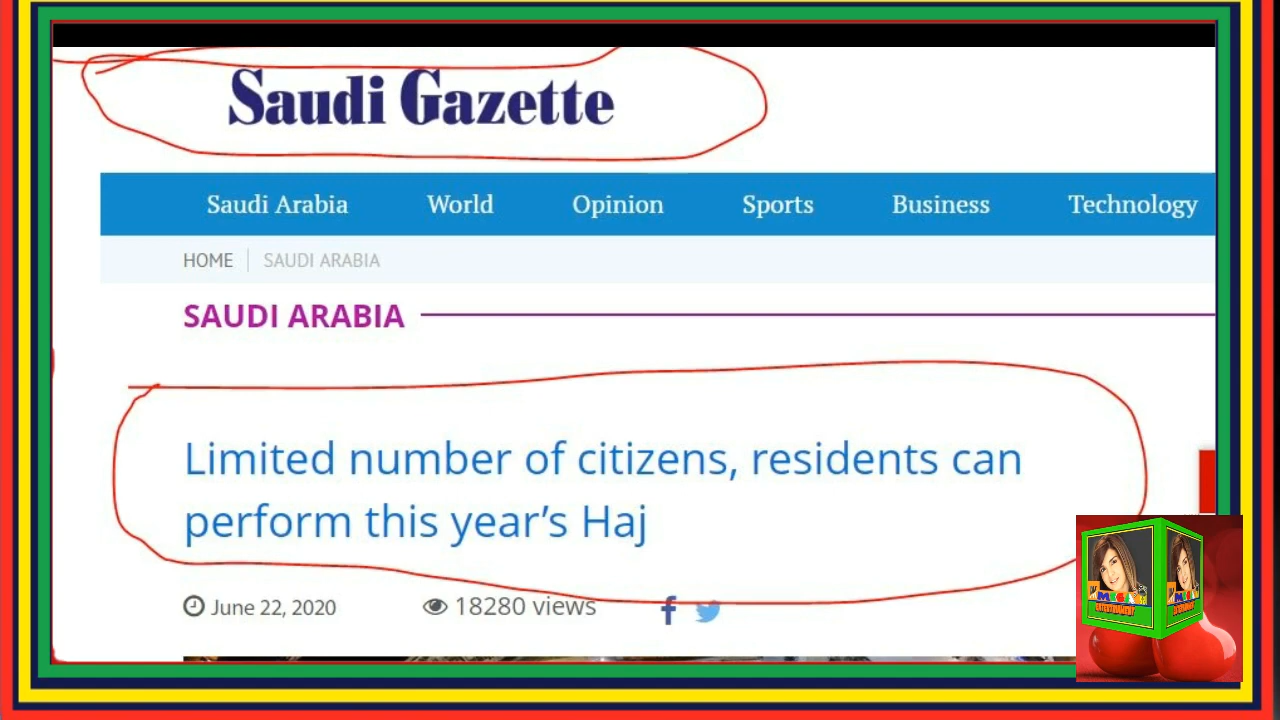 Saudi Gazette
Saudi Arabia World Opinion Sports Business Technology
HOME SAUDI ARABIA
SAUDI ARABIA
Limited number of citizens, residents can
perform this year’s Haj
June 22, 2020 18280 views
ENTERTAINMENT